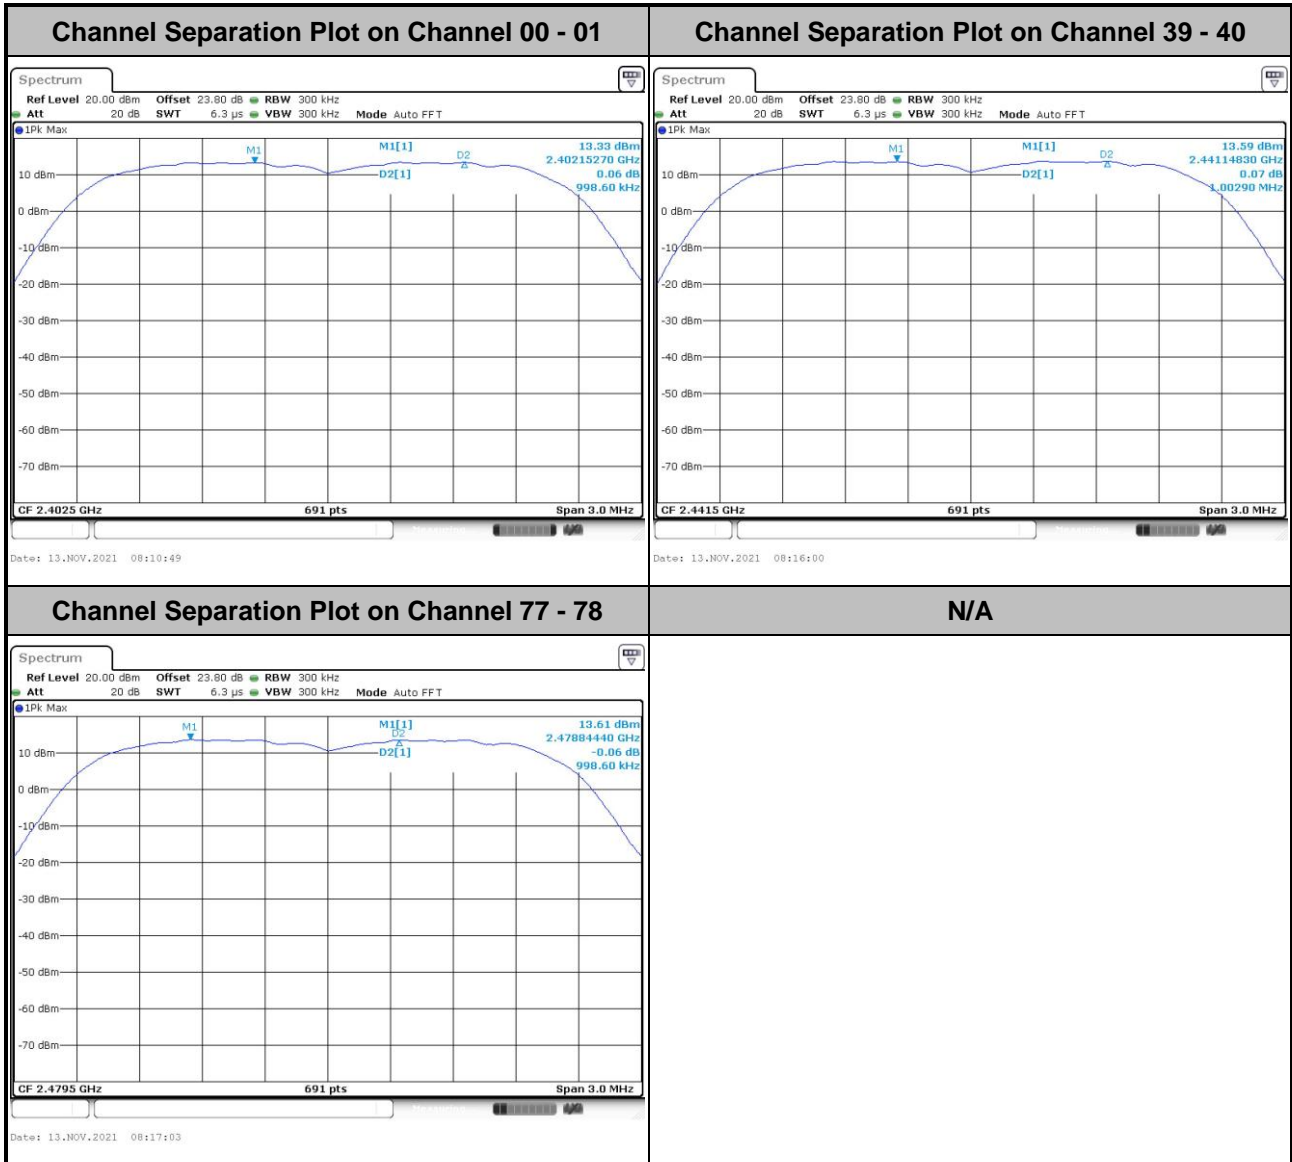 Channel Separation Plot on Channel 00 - 01
Spectrum
Ref Level 20.00 dBm Offset 23.80 dB RBW 300 kHz
Att 20 dB SWT 6.3 µs VBW 300 kHz Mode Auto FFT
1Pk Max
M1[1] 13.33 dBm
2.40215270 GHz
D2[1] 0.06 dB
998.60 kHz
M1
D2
10 dBm
0 dBm
-10 dBm
-20 dBm
-30 dBm
-40 dBm
-50 dBm
-60 dBm
-70 dBm
CF 2.4025 GHz 691 pts Span 3.0 MHz
Date: 13.NOV.2021 08:10:49
Channel Separation Plot on Channel 39 - 40
Spectrum
Ref Level 20.00 dBm Offset 23.80 dB RBW 300 kHz
Att 20 dB SWT 6.3 µs VBW 300 kHz Mode Auto FFT
1Pk Max
M1[1] 13.59 dBm
2.44114830 GHz
D2[1] 0.07 dB
1.00290 MHz
M1
D2
10 dBm
0 dBm
-10 dBm
-20 dBm
-30 dBm
-40 dBm
-50 dBm
-60 dBm
-70 dBm
CF 2.4415 GHz 691 pts Span 3.0 MHz
Date: 13.NOV.2021 08:16:00
Channel Separation Plot on Channel 77 - 78
Spectrum
Ref Level 20.00 dBm Offset 23.80 dB RBW 300 kHz
Att 20 dB SWT 6.3 µs VBW 300 kHz Mode Auto FFT
1Pk Max
M1[1] 13.61 dBm
2.47884440 GHz
D2[1] -0.06 dB
998.60 kHz
M1
D2
10 dBm
0 dBm
-10 dBm
-20 dBm
-30 dBm
-40 dBm
-50 dBm
-60 dBm
-70 dBm
CF 2.4795 GHz 691 pts Span 3.0 MHz
Date: 13.NOV.2021 08:17:03
N/A